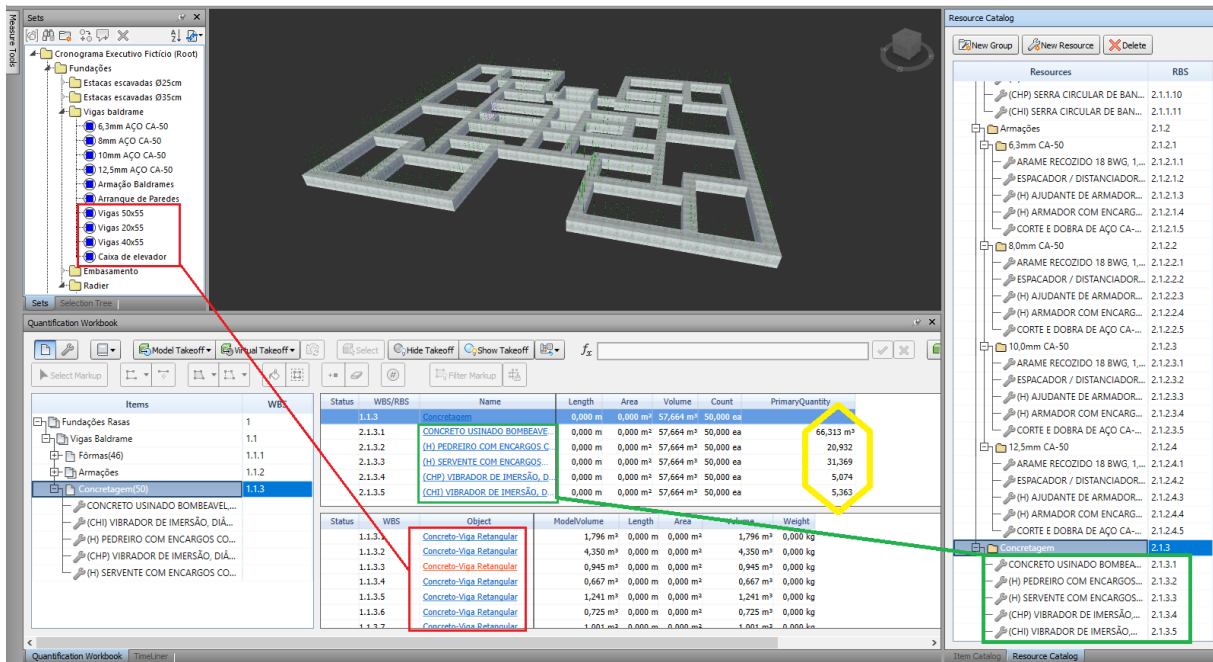 Measure Tools
Sets
Cronograma Executivo Fictício (Root)
Fundações
Estacas escavadas Ø25cm
Estacas escavadas Ø35cm
Vigas baldrame
6,3mm AÇO CA-50
8mm AÇO CA-50
10mm AÇO CA-50
12,5mm AÇO CA-50
Armação Baldrames
Arranque de Paredes
Vigas 50x55
Vigas 20x55
Vigas 40x55
Caixa de elevador
Embasamento
Radier
Sets Selection Tree
Quantification Workbook
Model Takeoff Virtual Takeoff Select Hide Takeoff Show Takeoff fx
Select Markup Filter Markup
Items WBS
Fundações Rasas 1
Vigas Baldrame 1.1
Fôrmas(46) 1.1.1
Armações 1.1.2
Concretagem(50) 1.1.3
CONCRETO USINADO BOMBEAVEL,...
(CHI) VIBRADOR DE IMERSÃO, DIÂ...
(H) PEDREIRO COM ENCARGOS CO...
(CHP) VIBRADOR DE IMERSÃO, DIÂ...
(H) SERVENTE COM ENCARGOS CO...
Status WBS/RBS Name Length Area Volume Count PrimaryQuantity
1.1.3 Concretagem 0,000 m 0,000 m² 57,664 m³ 50,000 ea
2.1.3.1 CONCRETO USINADO BOMBEAVE... 0,000 m 0,000 m² 57,664 m³ 50,000 ea 66,313 m³
2.1.3.2 (H) PEDREIRO COM ENCARGOS C... 0,000 m 0,000 m² 57,664 m³ 50,000 ea 20,932
2.1.3.3 (H) SERVENTE COM ENCARGOS... 0,000 m 0,000 m² 57,664 m³ 50,000 ea 31,369
2.1.3.4 (CHP) VIBRADOR DE IMERSÃO, D... 0,000 m 0,000 m² 57,664 m³ 50,000 ea 5,074
2.1.3.5 (CHI) VIBRADOR DE IMERSÃO, D... 0,000 m 0,000 m² 57,664 m³ 50,000 ea 5,363
Status WBS Object ModelVolume Length Area Volume Weight
1.1.3.1 Concreto-Viga Retangular 1,796 m³ 0,000 m 0,000 m² 1,796 m³ 0,000 kg
1.1.3.2 Concreto-Viga Retangular 4,350 m³ 0,000 m 0,000 m² 4,350 m³ 0,000 kg
1.1.3.3 Concreto-Viga Retangular 0,945 m³ 0,000 m 0,000 m² 0,945 m³ 0,000 kg
1.1.3.4 Concreto-Viga Retangular 0,667 m³ 0,000 m 0,000 m² 0,667 m³ 0,000 kg
1.1.3.5 Concreto-Viga Retangular 1,241 m³ 0,000 m 0,000 m² 1,241 m³ 0,000 kg
1.1.3.6 Concreto-Viga Retangular 0,725 m³ 0,000 m 0,000 m² 0,725 m³ 0,000 kg
1.1.3.7 Concreto-Viga Retangular 1,001 m³ 0,000 m 0,000 m² 1,001 m³ 0,000 kg
Quantification Workbook TimeLiner
Resource Catalog
New Group New Resource Delete
Resources RBS
(CHP) SERRA CIRCULAR DE BAN... 2.1.1.10
(CHI) SERRA CIRCULAR DE BAN... 2.1.1.11
Armações 2.1.2
6,3mm CA-50 2.1.2.1
ARAME RECOZIDO 18 BWG, 1,... 2.1.2.1.1
ESPACADOR / DISTANCIADOR... 2.1.2.1.2
(H) AJUDANTE DE ARMADOR... 2.1.2.1.3
(H) ARMADOR COM ENCARG... 2.1.2.1.4
CORTE E DOBRA DE AÇO CA-... 2.1.2.1.5
8,0mm CA-50 2.1.2.2
ARAME RECOZIDO 18 BWG, 1,... 2.1.2.2.1
ESPACADOR / DISTANCIADOR... 2.1.2.2.2
(H) AJUDANTE DE ARMADOR... 2.1.2.2.3
(H) ARMADOR COM ENCARG... 2.1.2.2.4
CORTE E DOBRA DE AÇO CA-... 2.1.2.2.5
10,0mm CA-50 2.1.2.3
ARAME RECOZIDO 18 BWG, 1,... 2.1.2.3.1
ESPACADOR / DISTANCIADOR... 2.1.2.3.2
(H) AJUDANTE DE ARMADOR... 2.1.2.3.3
(H) ARMADOR COM ENCARG... 2.1.2.3.4
CORTE E DOBRA DE AÇO CA-... 2.1.2.3.5
12,5mm CA-50 2.1.2.4
ARAME RECOZIDO 18 BWG, 1,... 2.1.2.4.1
ESPACADOR / DISTANCIADOR... 2.1.2.4.2
(H) AJUDANTE DE ARMADOR... 2.1.2.4.3
(H) ARMADOR COM ENCARG... 2.1.2.4.4
CORTE E DOBRA DE AÇO CA-... 2.1.2.4.5
Concretagem 2.1.3
CONCRETO USINADO BOMBEA... 2.1.3.1
(H) PEDREIRO COM ENCARGOS... 2.1.3.2
(H) SERVENTE COM ENCARGOS... 2.1.3.3
(CHP) VIBRADOR DE IMERSÃO,... 2.1.3.4
(CHI) VIBRADOR DE IMERSÃO,... 2.1.3.5
Item Catalog Resource Catalog